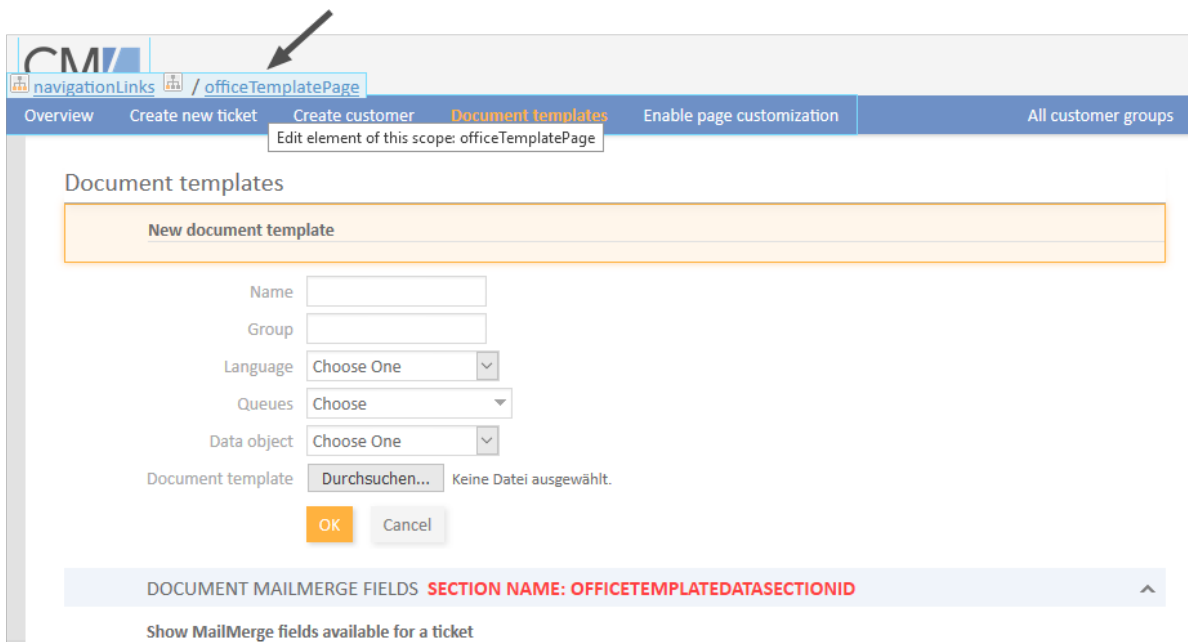 CM/
navigationLinks / officeTemplatePage
Overview Create new ticket Create customer Document templates Enable page customization All customer groups
Edit element of this scope: officeTemplatePage
Document templates
New document template
Name
Group
Language Choose One
Queues Choose
Data object Choose One
Document template Durchsuchen... Keine Datei ausgewählt.
OK Cancel
DOCUMENT MAILMERGE FIELDS SECTION NAME: OFFICETEMPLATEDATASECTIONID
Show MailMerge fields available for a ticket